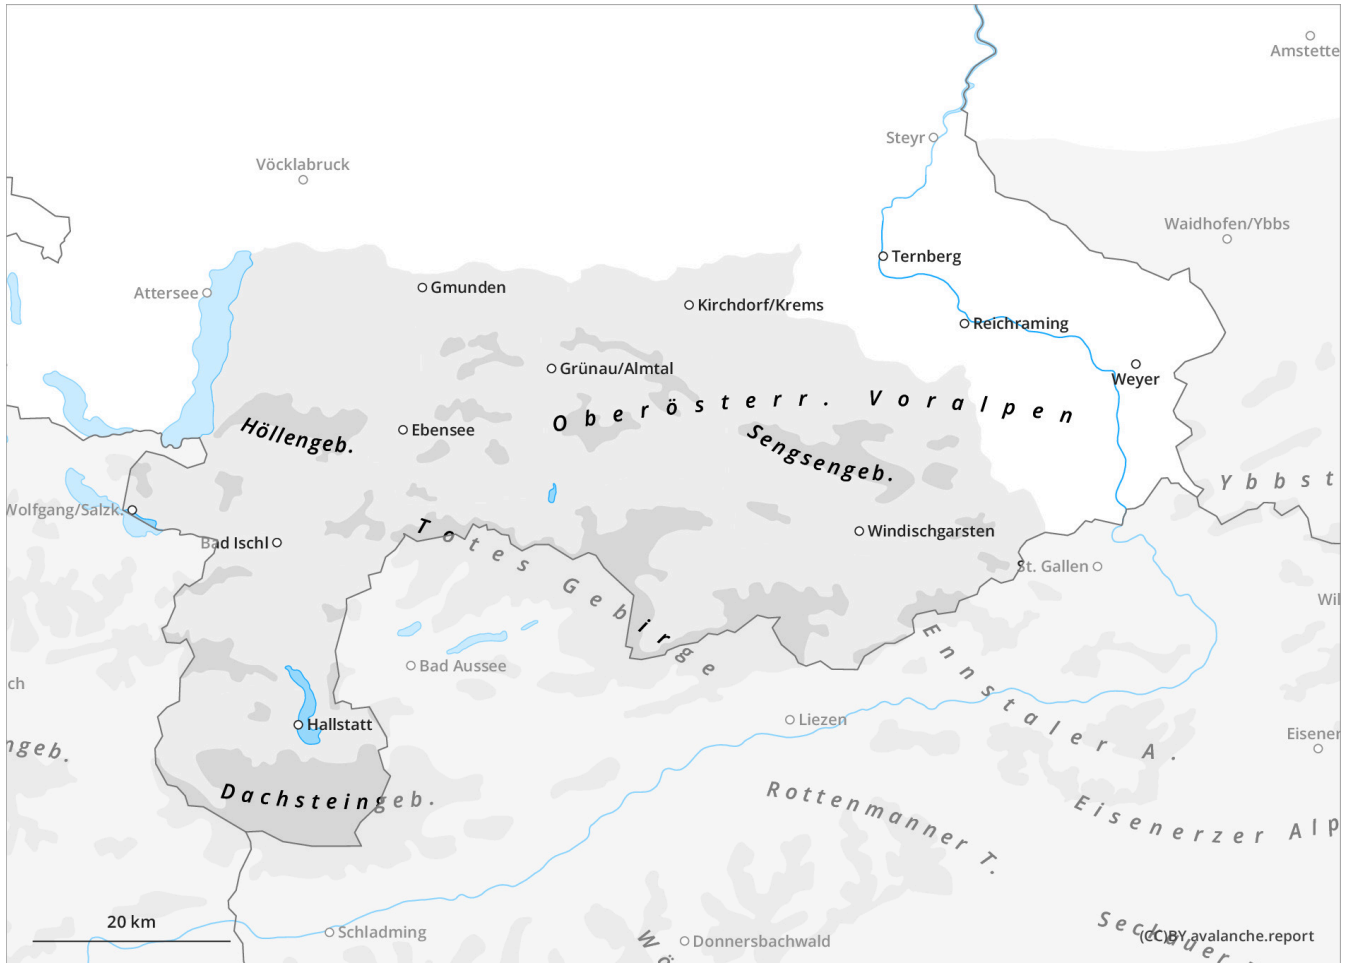 Amstette
Steyr
Vöcklabruck
Waidhofen/Ybbs
Ternberg
Attersee
Gmunden
Kirchdorf/Krems
Reichraming
Grünau/Almtal
Weyer
Oberösterr. Voralpen
Höllengeb.
Ebensee
Sengsengeb.
Ybbst
Wolfgang/Salzk.
Totes Gebirge
Windischgarsten
Bad Ischl
St. Gallen
Wil
Ennstaler A.
Bad Aussee
ch
Hallstatt
Liezen
Eisener
ngeb.
Dachsteingeb.
Rottenmanner T.
Eisenerzer Alp
20 km
Schladming
Donnersbachwald
Wö
Seckauer
(CC)BY avalanche.report